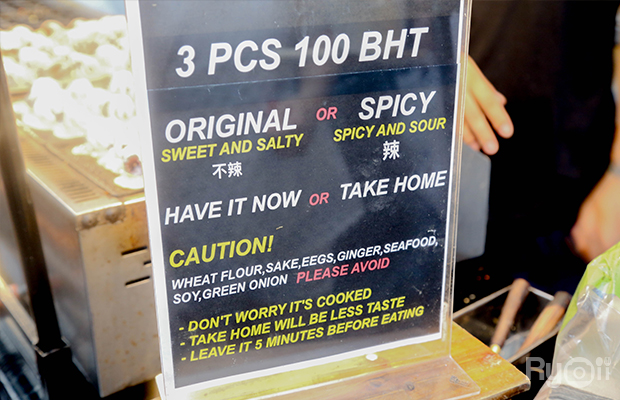 3 PCS 100 BHT
ORIGINAL OR SPICY
SWEET AND SALTY SPICY AND SOUR
不辣 辣
HAVE IT NOW OR TAKE HOME
CAUTION!
WHEAT FLOUR,SAKE,EEGS,GINGER,SEAFOOD,
SOY,GREEN ONION PLEASE AVOID
- DON'T WORRY IT'S COOKED
- TAKE HOME WILL BE LESS TASTE
- LEAVE IT 5 MINUTES BEFORE EATING
Ryoii